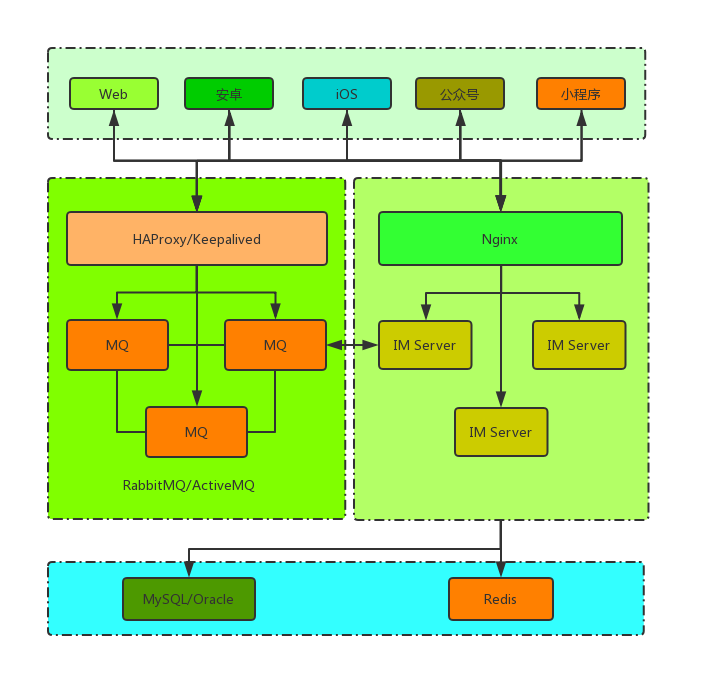 Web
安卓
iOS
公众号
小程序
HAProxy/Keepalived
Nginx
MQ
MQ
IM Server
IM Server
MQ
IM Server
RabbitMQ/ActiveMQ
MySQL/Oracle
Redis